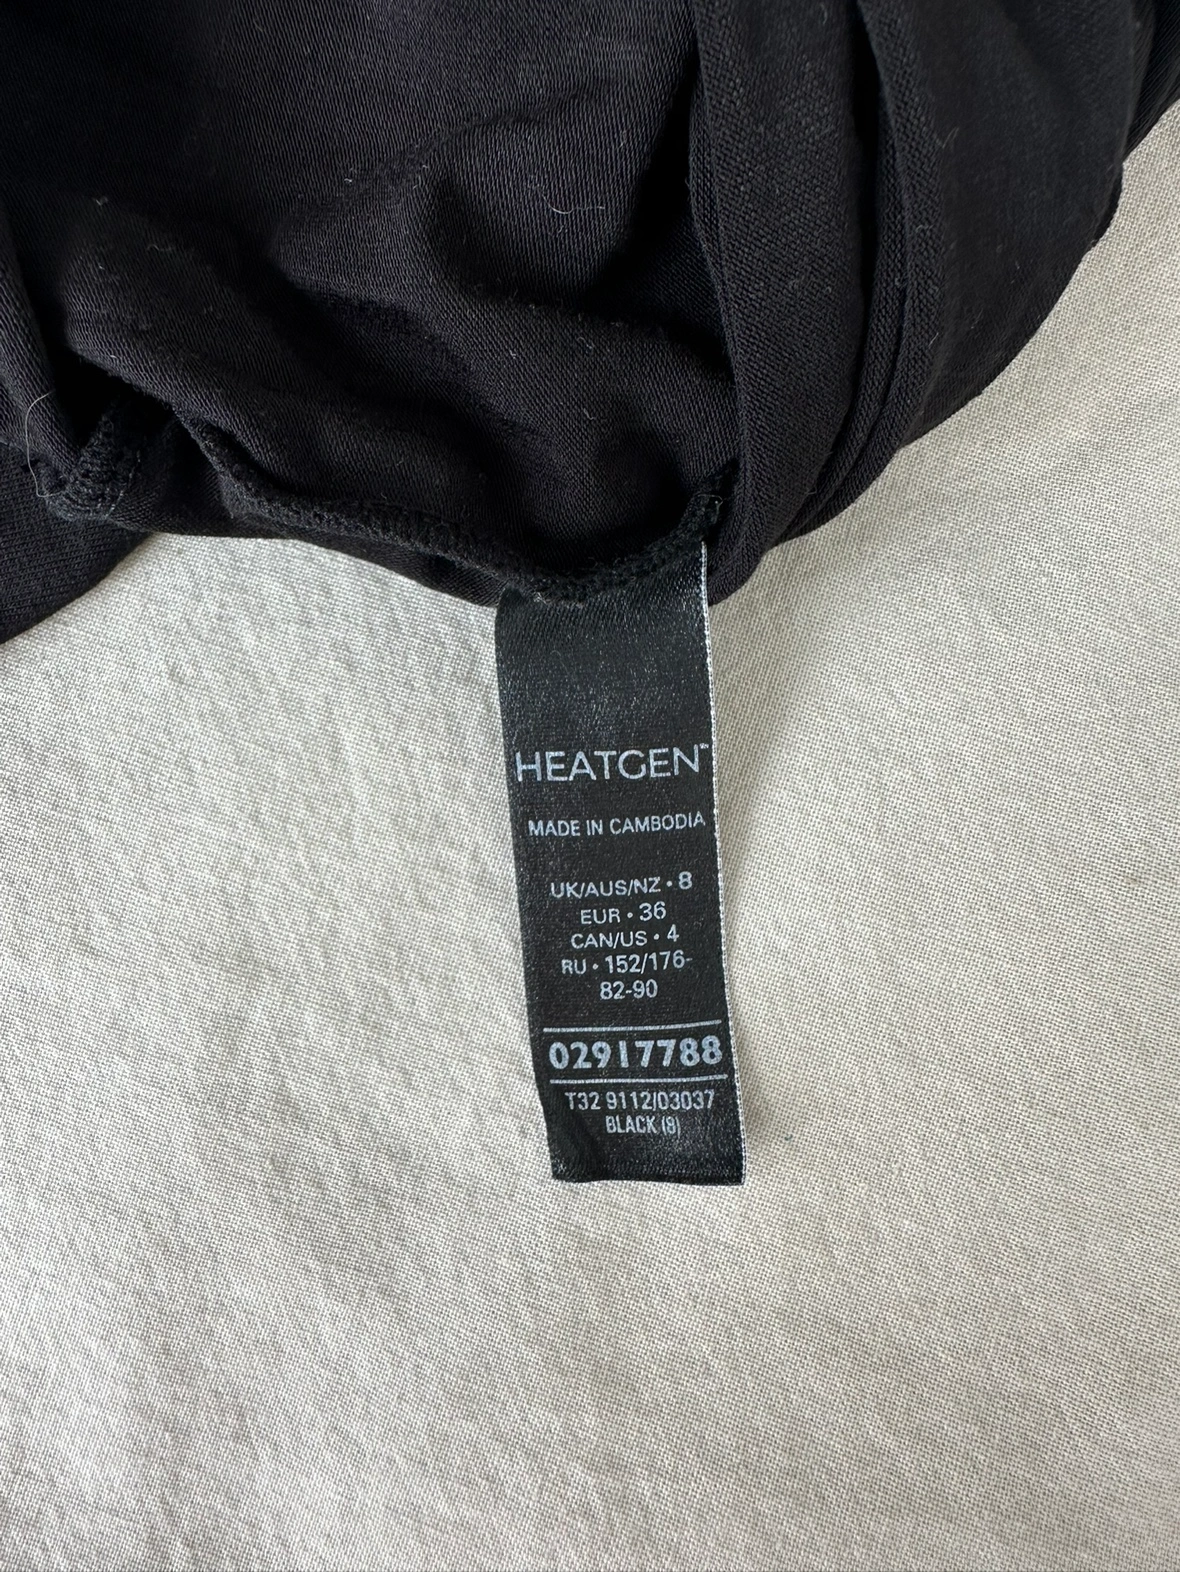 HEATGEN™
MADE IN CAMBODIA
UK/AUS/NZ • 8
EUR • 36
CAN/US • 4
RU • 152/176-
82-90
02917788
T32 9112/03037
BLACK (8)